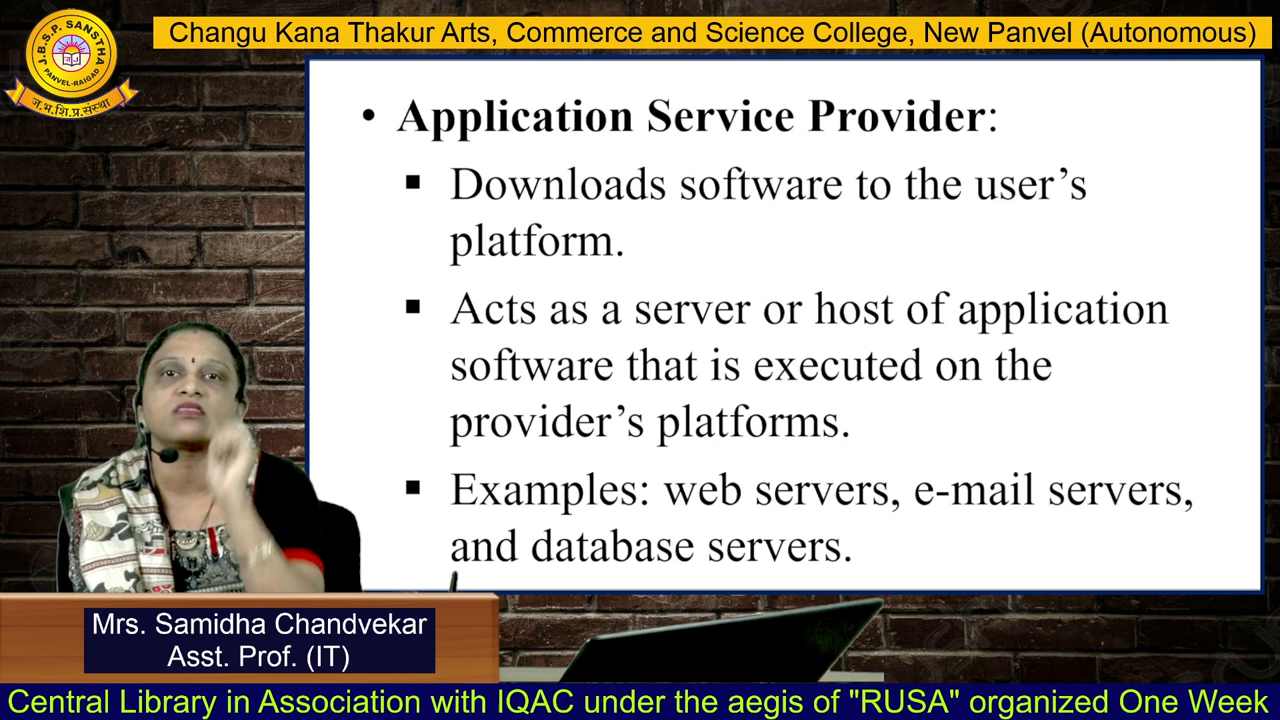 J.B.S.P. SANSTHA
PANVEL-RAIGAD
ज.भ.शि.प्र.संस्था
Changu Kana Thakur Arts, Commerce and Science College, New Panvel (Autonomous)
• Application Service Provider:
▪ Downloads software to the user’s
platform.
▪ Acts as a server or host of application
software that is executed on the
provider’s platforms.
▪ Examples: web servers, e-mail servers,
and database servers.
Mrs. Samidha Chandvekar
Asst. Prof. (IT)
Central Library in Association with IQAC under the aegis of "RUSA" organized One Week